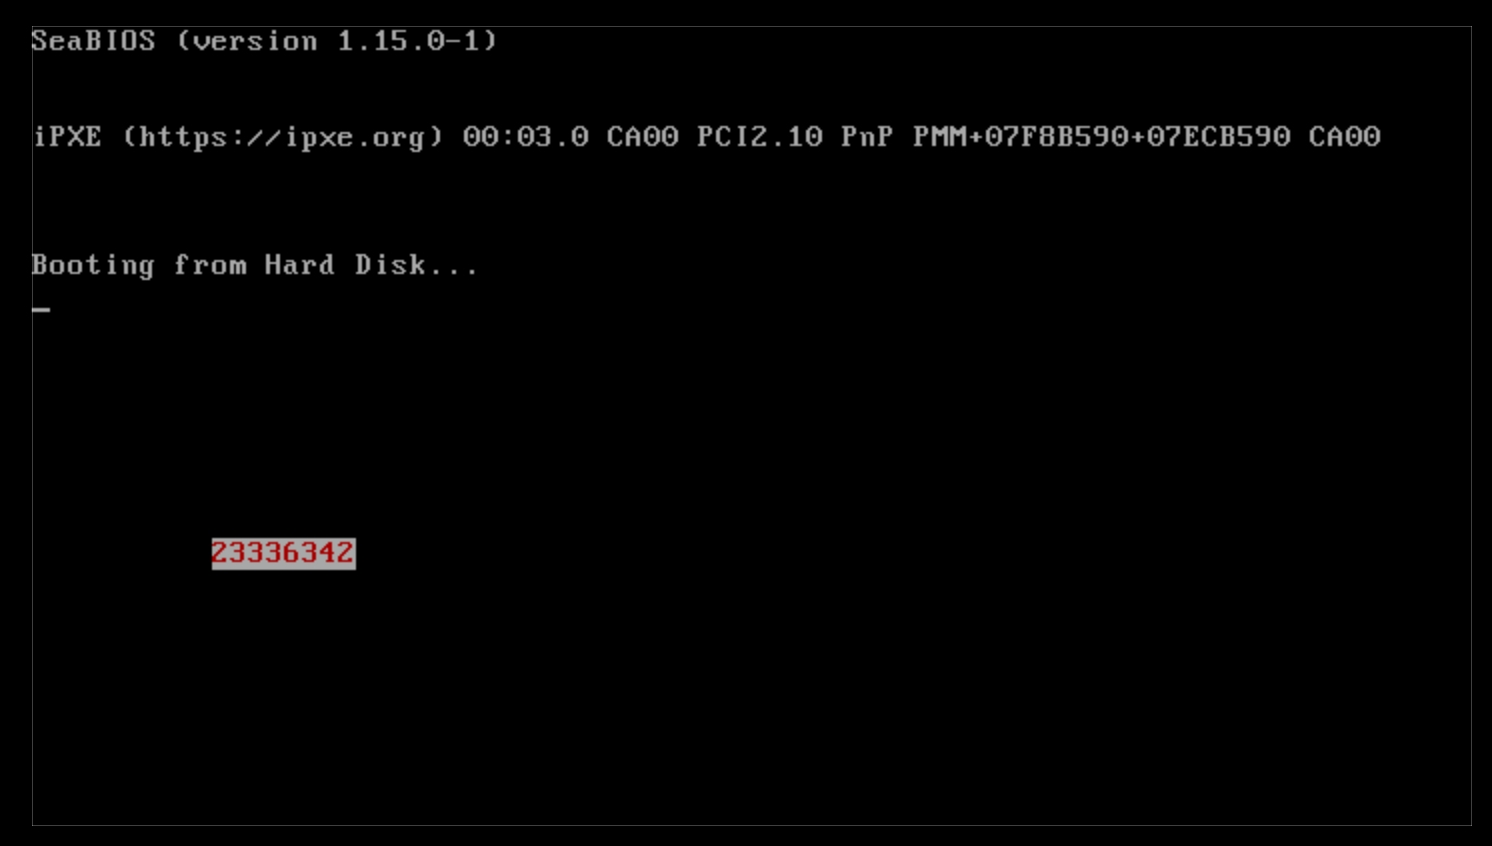 SeaBIOS (version 1.15.0-1)
iPXE (https://ipxe.org) 00:03.0 CA00 PCI2.10 PnP PMM+07F8B590+07ECB590 CA00
Booting from Hard Disk...
23336342